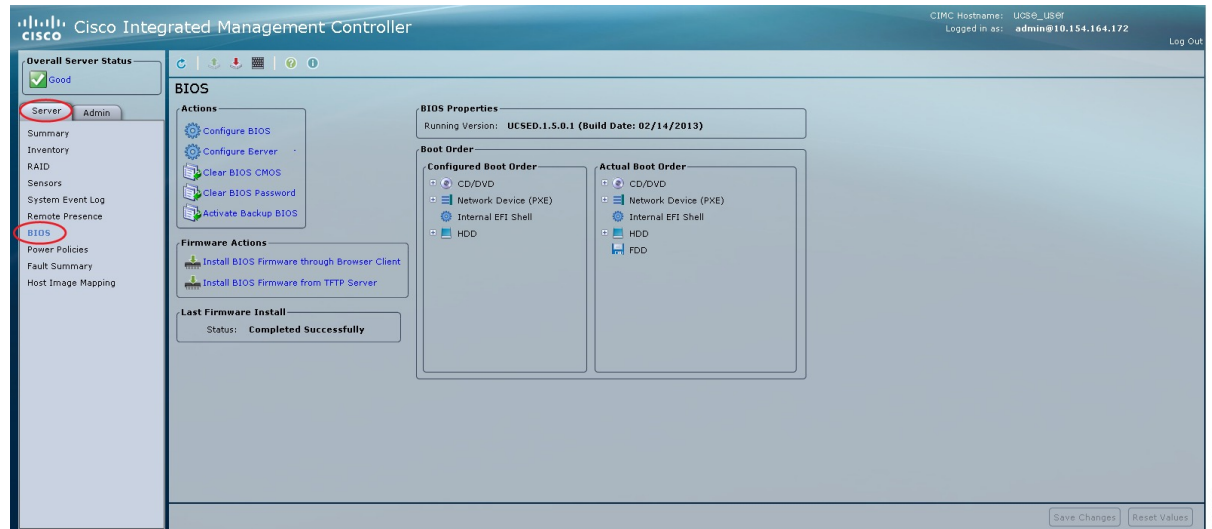 CISCO
Cisco Integrated Management Controller
CIMC Hostname: ucse_user
Logged in as: admin@10.154.164.172
Log Out
Overall Server Status
Good
Server
Admin
Summary
Inventory
RAID
Sensors
System Event Log
Remote Presence
BIOS
Power Policies
Fault Summary
Host Image Mapping
BIOS
Actions
Configure BIOS
Configure Server
Clear BIOS CMOS
Clear BIOS Password
Activate Backup BIOS
Firmware Actions
Install BIOS Firmware through Browser Client
Install BIOS Firmware from TFTP Server
Last Firmware Install
Status: Completed Successfully
BIOS Properties
Running Version: UCSED.1.5.0.1 (Build Date: 02/14/2013)
Boot Order
Configured Boot Order
CD/DVD
Network Device (PXE)
Internal EFI Shell
HDD
Actual Boot Order
CD/DVD
Network Device (PXE)
Internal EFI Shell
HDD
FDD
Save Changes
Reset Values